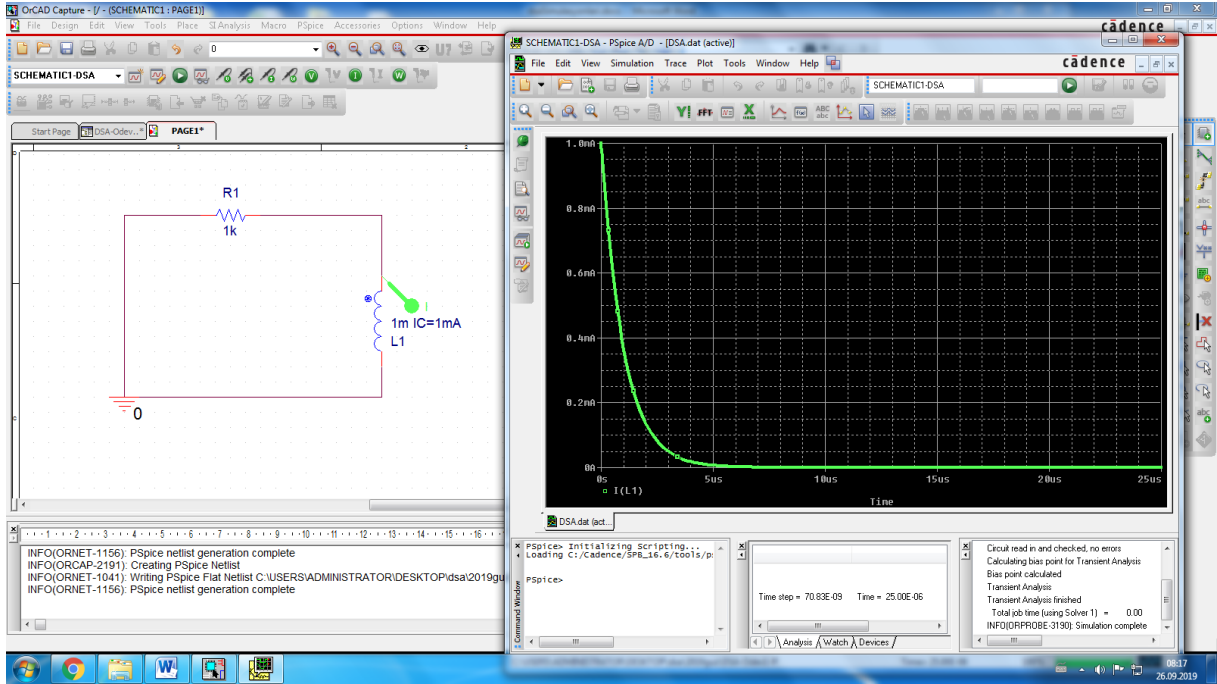 OrCAD Capture - [/ - (SCHEMATIC1 : PAGE1)]
File Design Edit View Tools Place SI Analysis Macro PSpice Accessories Options Window Help
cādence
0
SCHEMATIC1-DSA
Start Page
DSA-Odev...*
PAGE1*
3
2
R1
1k
I
1m IC=1mA
L1
0
SCHEMATIC1-DSA - PSpice A/D - [DSA.dat (active)]
File Edit View Simulation Trace Plot Tools Window Help
cādence
SCHEMATIC1-DSA
1.0mA
0.8mA
0.6mA
0.4mA
0.2mA
0A
0s 5us 10us 15us 20us 25us
I(L1)
Time
DSA.dat (act...
INFO(ORNET-1156): PSpice netlist generation complete
INFO(ORCAP-2191): Creating PSpice Netlist
INFO(ORNET-1041): Writing PSpice Flat Netlist C:\USERS\ADMINISTRATOR\DESKTOP\dsa\2019gu
INFO(ORNET-1156): PSpice netlist generation complete
PSpice> Initializing Scripting...
Loading C:/Cadence/SPB_16.6/tools/p
PSpice>
Command Window
Time step = 70.83E-09 Time = 25.00E-06
Analysis Watch Devices
Circuit read in and checked, no errors
Calculating bias point for Transient Analysis
Bias point calculated
Transient Analysis
Transient Analysis finished
Total job time (using Solver 1) = 0.00
INFO(ORPROBE-3190): Simulation complete
08:17
26.09.2019